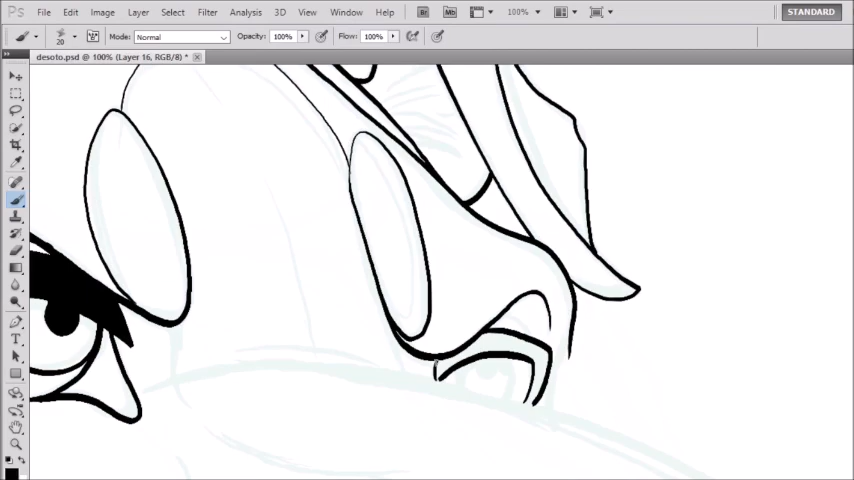 Ps File Edit Image Layer Select Filter Analysis 3D View Window Help Br Mb 100% STANDARD
20 Mode: Normal Opacity: 100% Flow: 100%
desoto.psd @ 100% (Layer 16, RGB/8) *
T